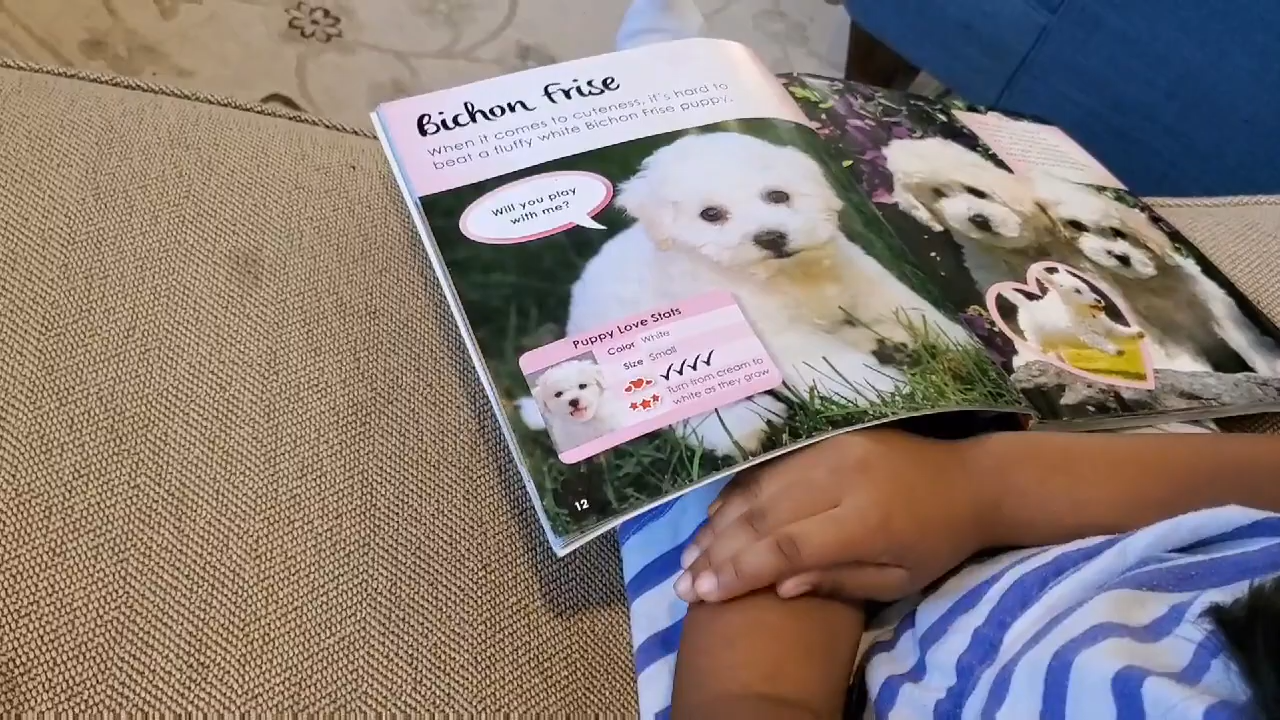 Bichon Frise
When it comes to cuteness, it's hard to
beat a fluffy white Bichon Frise puppy.
Will you play
with me?
Puppy Love Stats
Color White
Size Small
Turn from cream to
white as they grow
12